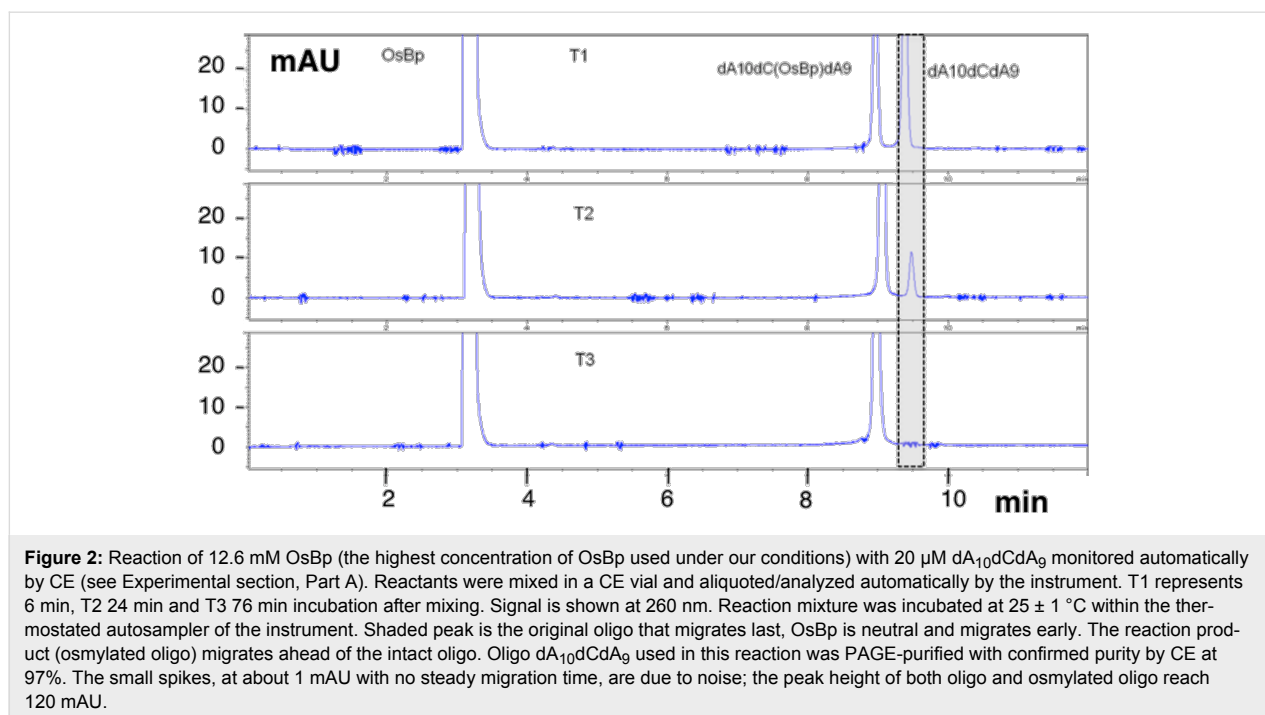 mAU
OsBp
T1
dA10dC(OsBp)dA9
dA10dCdA9
20
10
0
T2
20
10
0
T3
20
10
0
2
4
6
8
10
min
Figure 2: Reaction of 12.6 mM OsBp (the highest concentration of OsBp used under our conditions) with 20 µM dA10dCdA9 monitored automatically
by CE (see Experimental section, Part A). Reactants were mixed in a CE vial and aliquoted/analyzed automatically by the instrument. T1 represents
6 min, T2 24 min and T3 76 min incubation after mixing. Signal is shown at 260 nm. Reaction mixture was incubated at 25 ± 1 °C within the ther-
mostated autosampler of the instrument. Shaded peak is the original oligo that migrates last, OsBp is neutral and migrates early. The reaction prod-
uct (osmylated oligo) migrates ahead of the intact oligo. Oligo dA10dCdA9 used in this reaction was PAGE-purified with confirmed purity by CE at
97%. The small spikes, at about 1 mAU with no steady migration time, are due to noise; the peak height of both oligo and osmylated oligo reach
120 mAU.